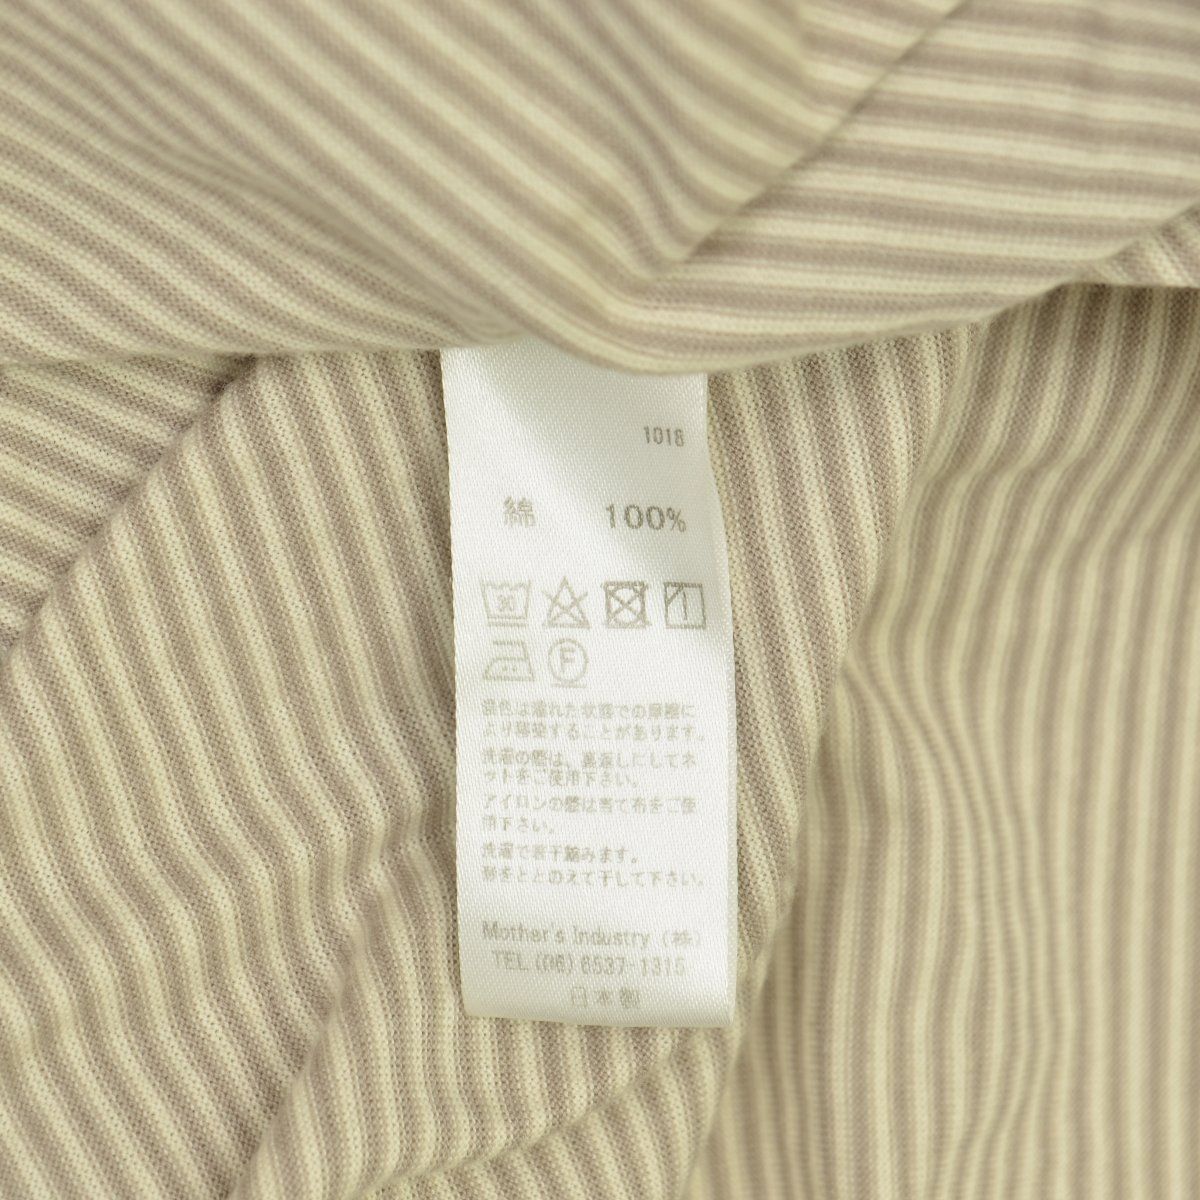 1018
綿 100%
F
濃色は濡れた状態での摩擦に
より移染することがあります。
洗濯の際は、裏返しにしてネ
ットをご使用下さい。
アイロンの際は当て布をご使
用下さい。
洗濯で若干縮みます。
形をととのえて干して下さい。
Mother's Industry (株)
TEL (06) 6537-1315
日本製